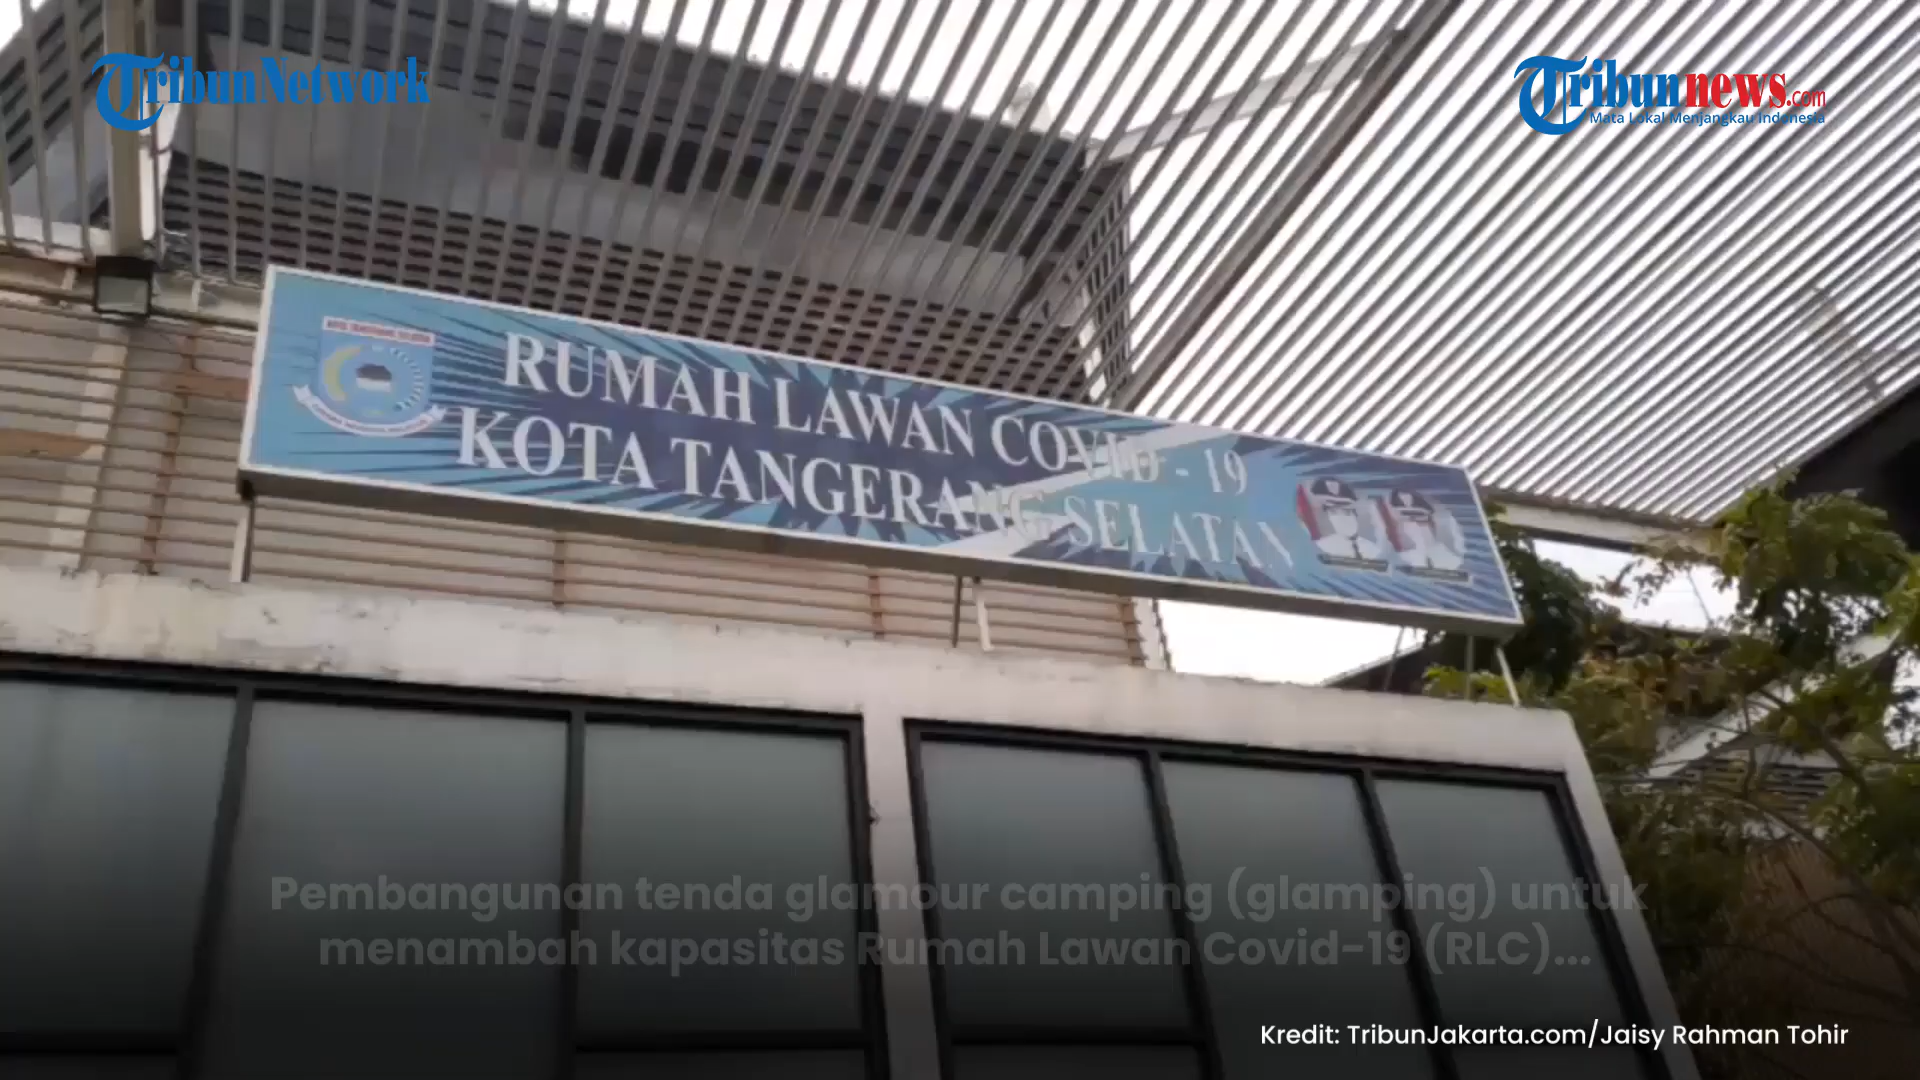 TribunNetwork
Tribunnews.com
Mata Lokal Menjangkau Indonesia
RUMAH LAWAN COVID - 19
KOTA TANGERANG SELATAN
Pembangunan tenda glamour camping (glamping) untuk
menambah kapasitas Rumah Lawan Covid-19 (RLC)...
Kredit: TribunJakarta.com/Jaisy Rahman Tohir